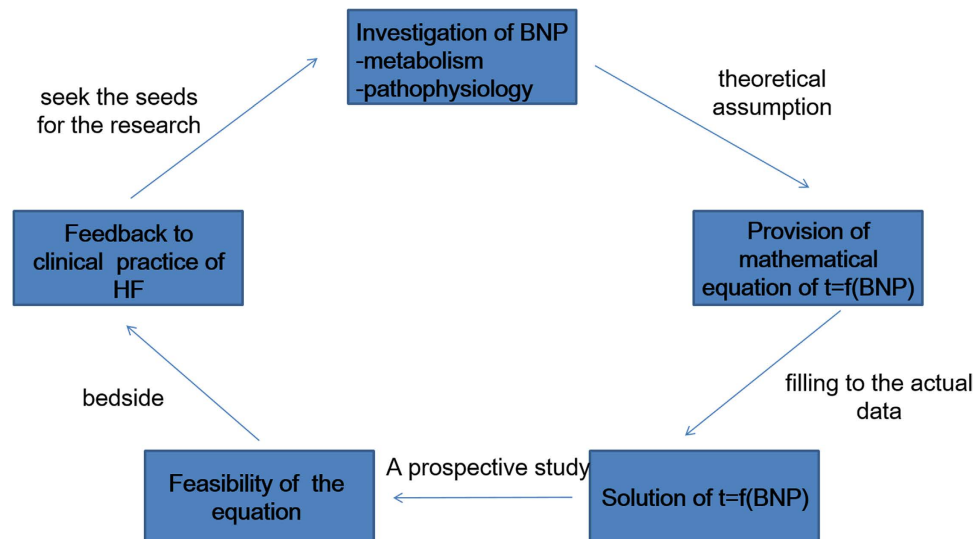 Investigation of BNP
-metabolism
-pathophysiology
theoretical
assumption
Provision of
mathematical
equation of t=f(BNP)
filling to the actual
data
Solution of t=f(BNP)
A prospective study
Feasibility of the
equation
bedside
Feedback to
clinical practice of
HF
seek the seeds
for the research